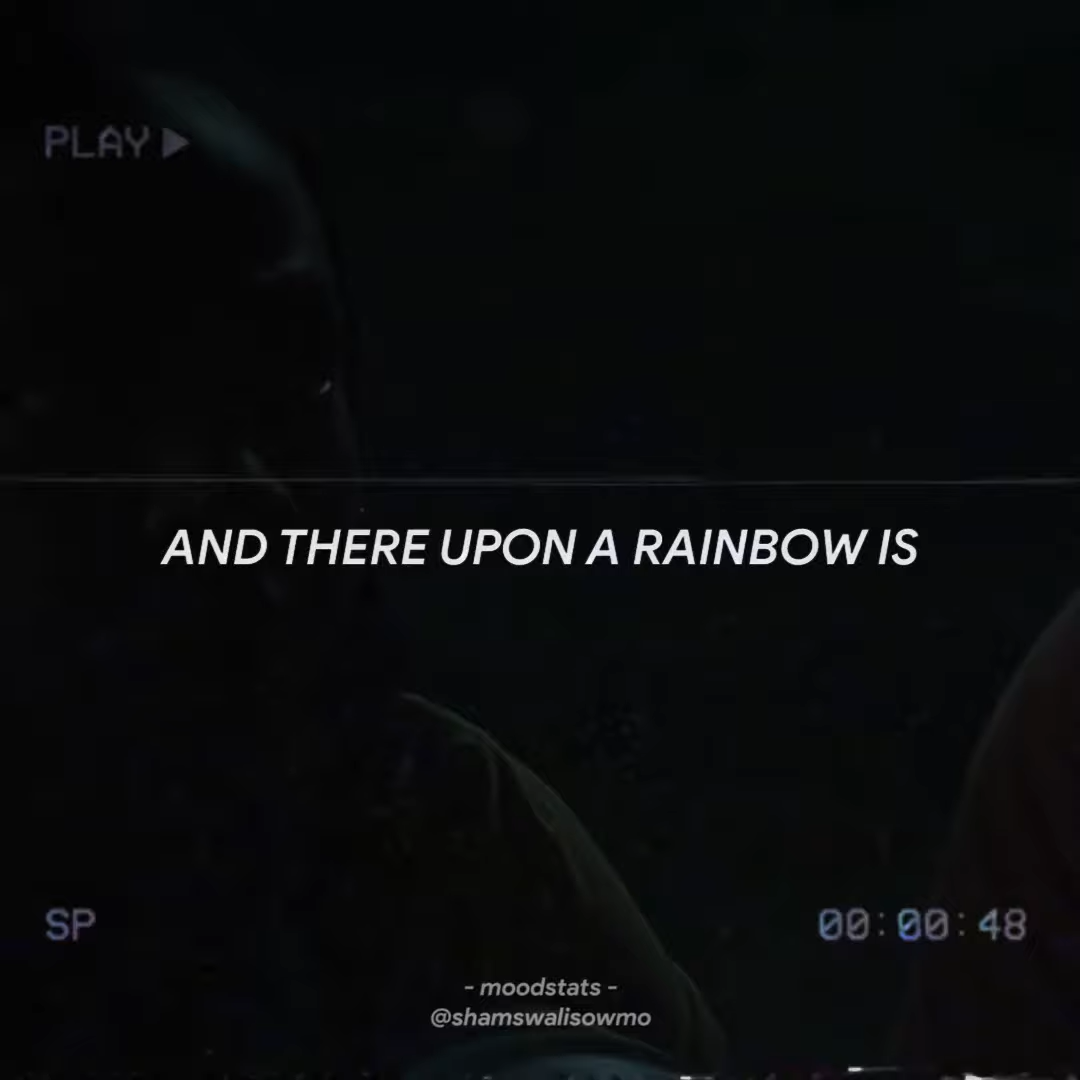 PLAY ▶
AND THERE UPON A RAINBOW IS
SP
00:00:48
- moodstats -
@shamswalisowmo